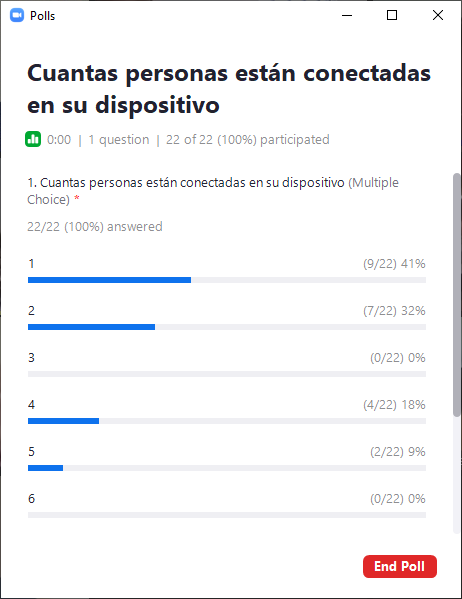 Polls
Cuantas personas están conectadas
en su dispositivo
0:00 | 1 question | 22 of 22 (100%) participated
1. Cuantas personas están conectadas en su dispositivo (Multiple
Choice) *
22/22 (100%) answered
1 (9/22) 41%
2 (7/22) 32%
3 (0/22) 0%
4 (4/22) 18%
5 (2/22) 9%
6 (0/22) 0%
End Poll